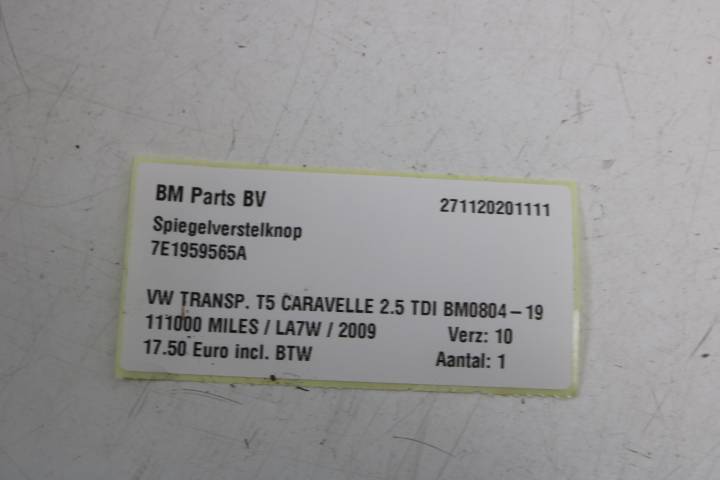 BM Parts BV 271120201111
Spiegelverstelknop
7E1959565A
VW TRANSP. T5 CARAVELLE 2.5 TDI BM0804-19
111000 MILES / LA7W / 2009 Verz: 10
17.50 Euro incl. BTW Aantal: 1